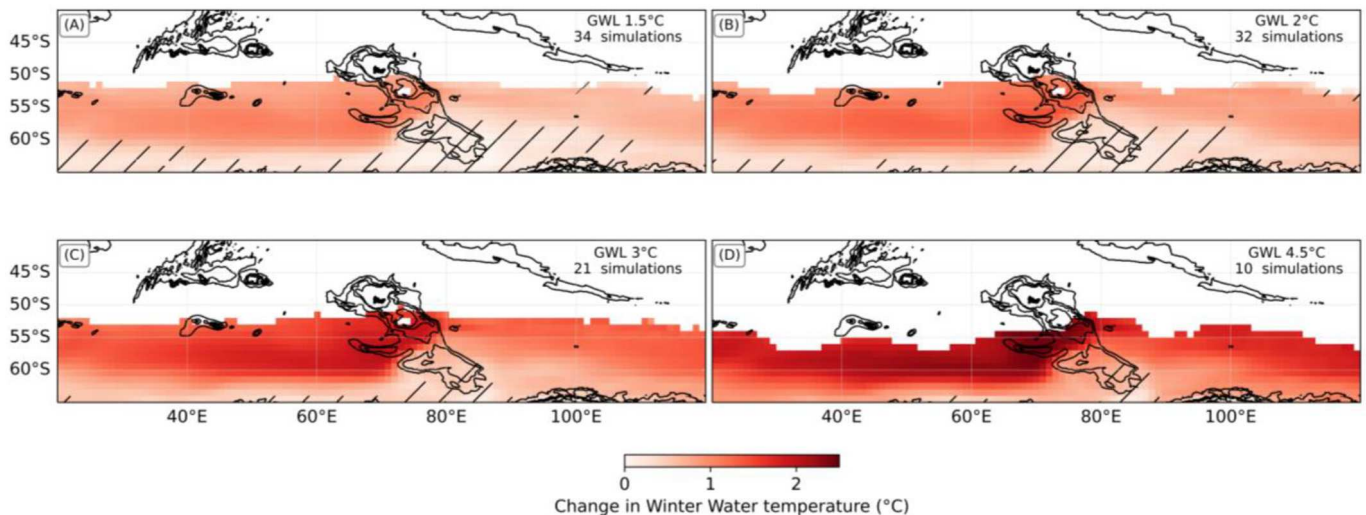 (A)
GWL 1.5°C
34 simulations
(B)
GWL 2°C
32 simulations
45°S
50°S
55°S
60°S
(C)
GWL 3°C
21 simulations
(D)
GWL 4.5°C
10 simulations
45°S
50°S
55°S
60°S
40°E 60°E 80°E 100°E
40°E 60°E 80°E 100°E
0 1 2
Change in Winter Water temperature (°C)